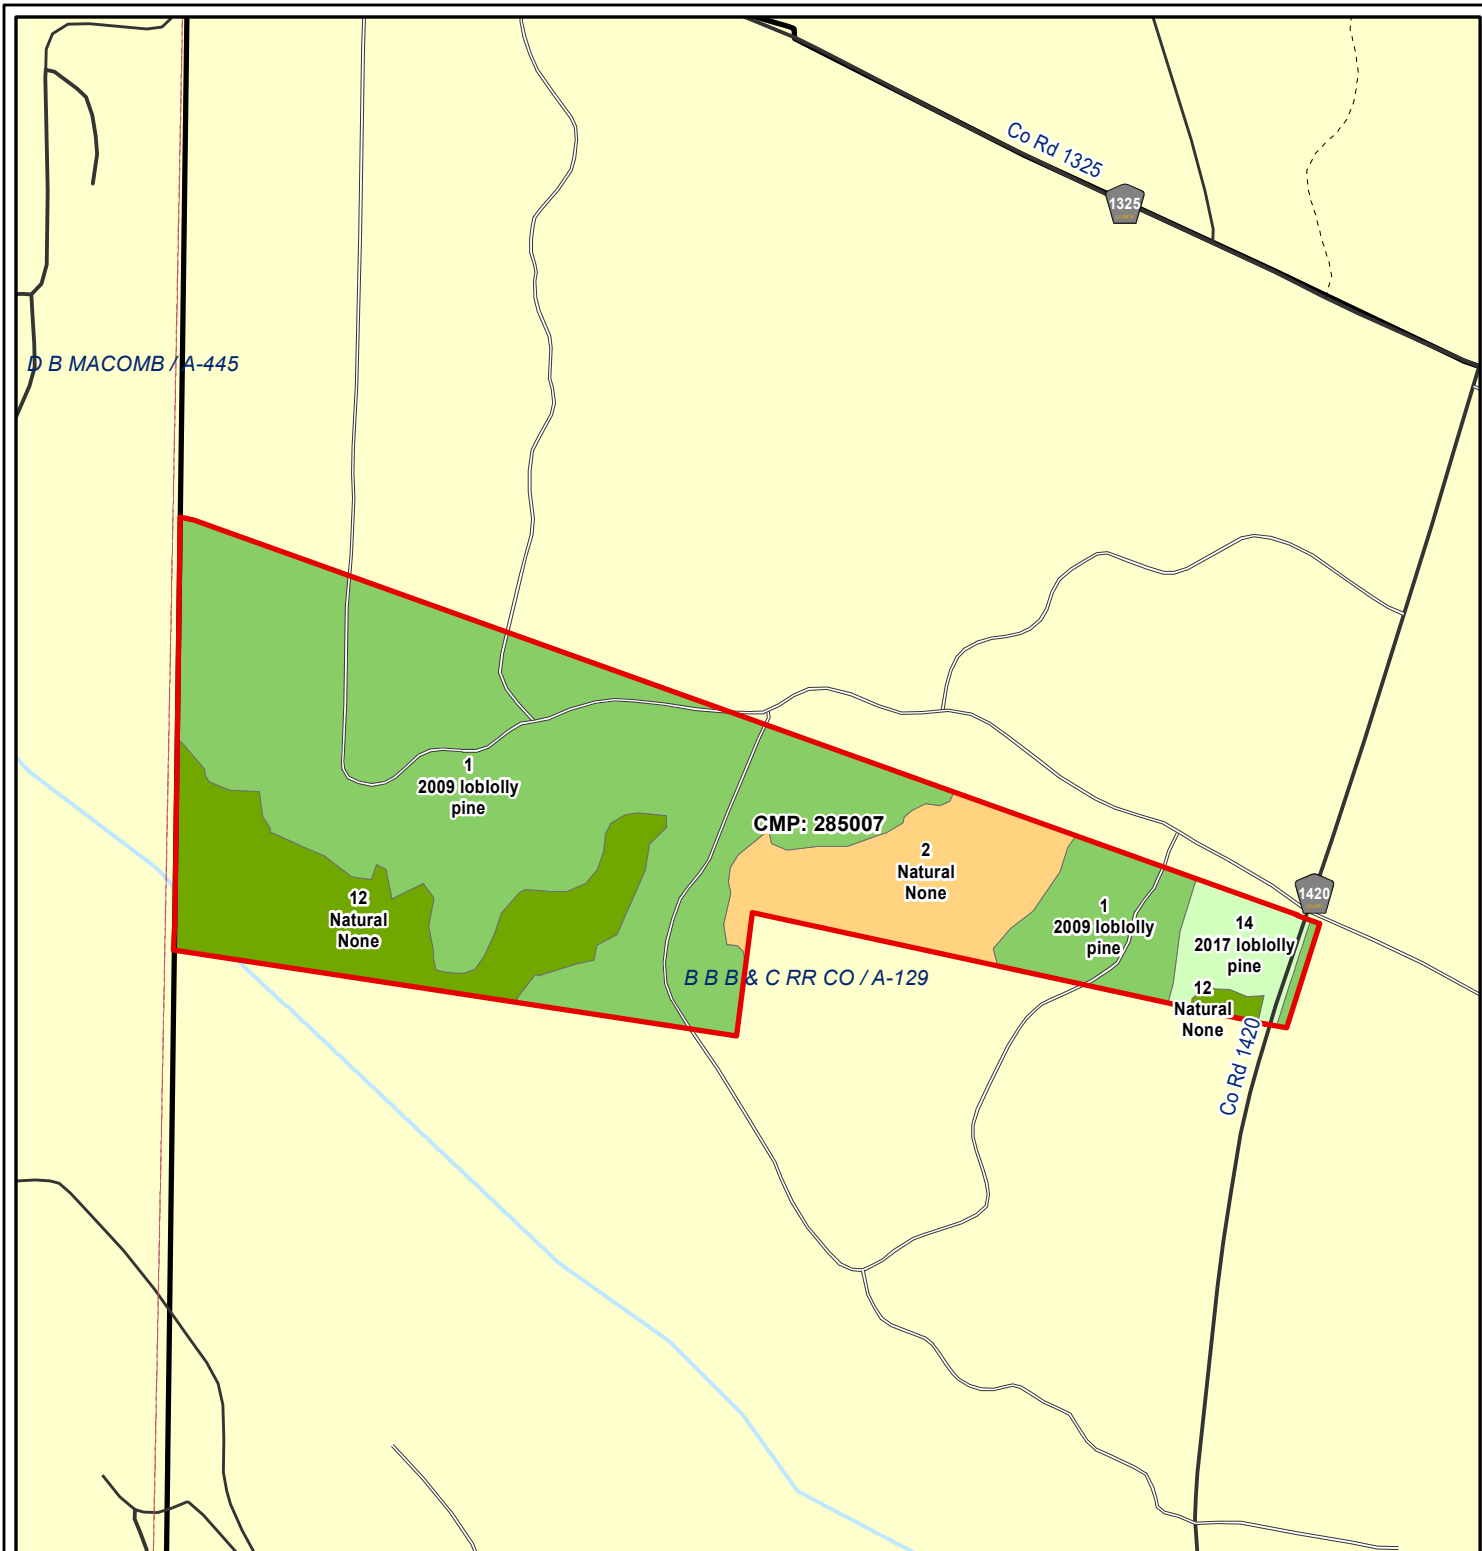 Co Rd 1325
1325
D B MACOMB / A-445
1
2009 loblolly
pine
CMP: 285007
2
Natural
None
12
Natural
None
1
2009 loblolly
pine
1420
14
2017 loblolly
pine
B B B & C RR CO / A-129
12
Natural
None
Co Rd 1420